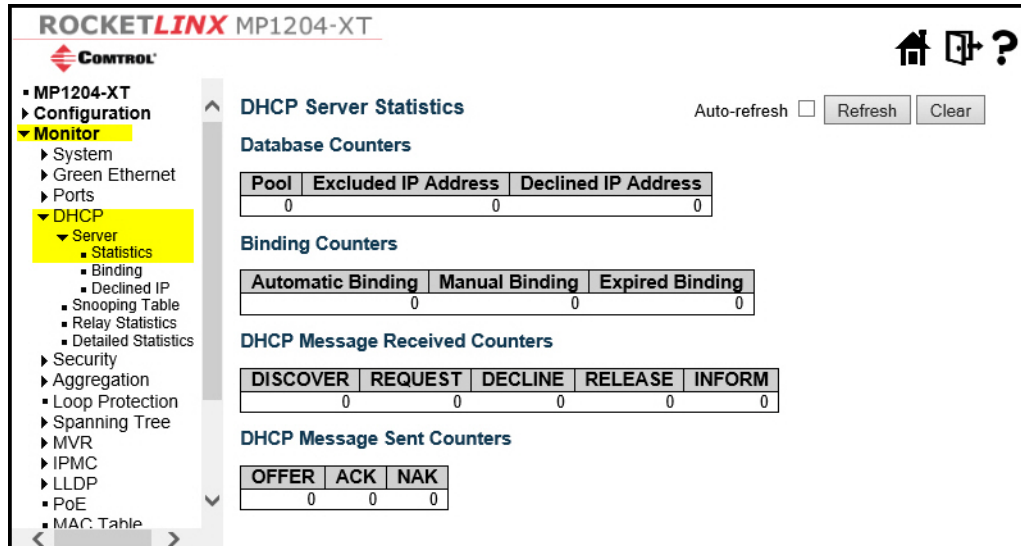 ROCKETLINX MP1204-XT
COMTROL
?
MP1204-XT
Configuration
Monitor
System
Green Ethernet
Ports
DHCP
Server
Statistics
Binding
Declined IP
Snooping Table
Relay Statistics
Detailed Statistics
Security
Aggregation
Loop Protection
Spanning Tree
MVR
IPMC
LLDP
PoE
MAC Table
DHCP Server Statistics
Auto-refresh Refresh Clear
Database Counters
Pool Excluded IP Address Declined IP Address
0 0 0
Binding Counters
Automatic Binding Manual Binding Expired Binding
0 0 0
DHCP Message Received Counters
DISCOVER REQUEST DECLINE RELEASE INFORM
0 0 0 0 0
DHCP Message Sent Counters
OFFER ACK NAK
0 0 0